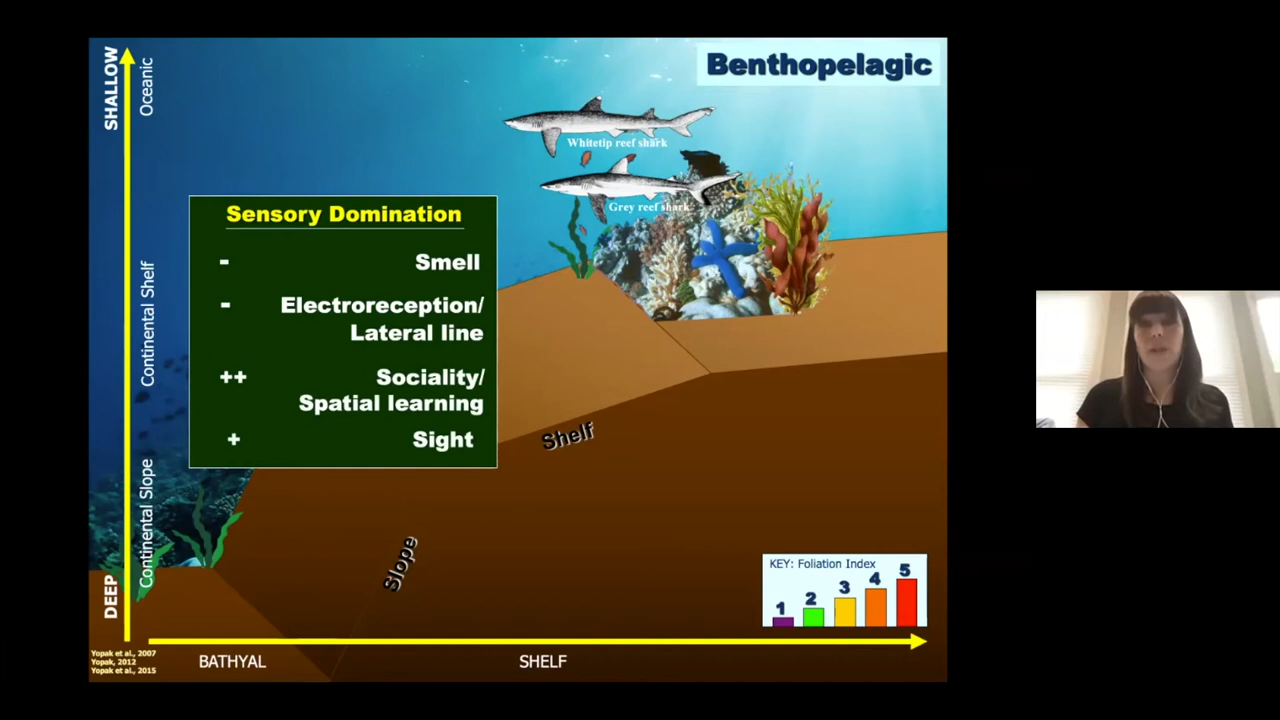 Benthopelagic
SHALLOW
Oceanic
Whitetip reef shark
Grey reef shark
Sensory Domination
- Smell
- Electroreception/
Lateral line
++ Sociality/
Spatial learning
+ Sight
Continental Shelf
Shelf
Continental Slope
Slope
DEEP
KEY: Foliation Index
1 2 3 4 5
Yopak et al., 2007
Yopak, 2012
Yopak et al., 2015
BATHYAL
SHELF